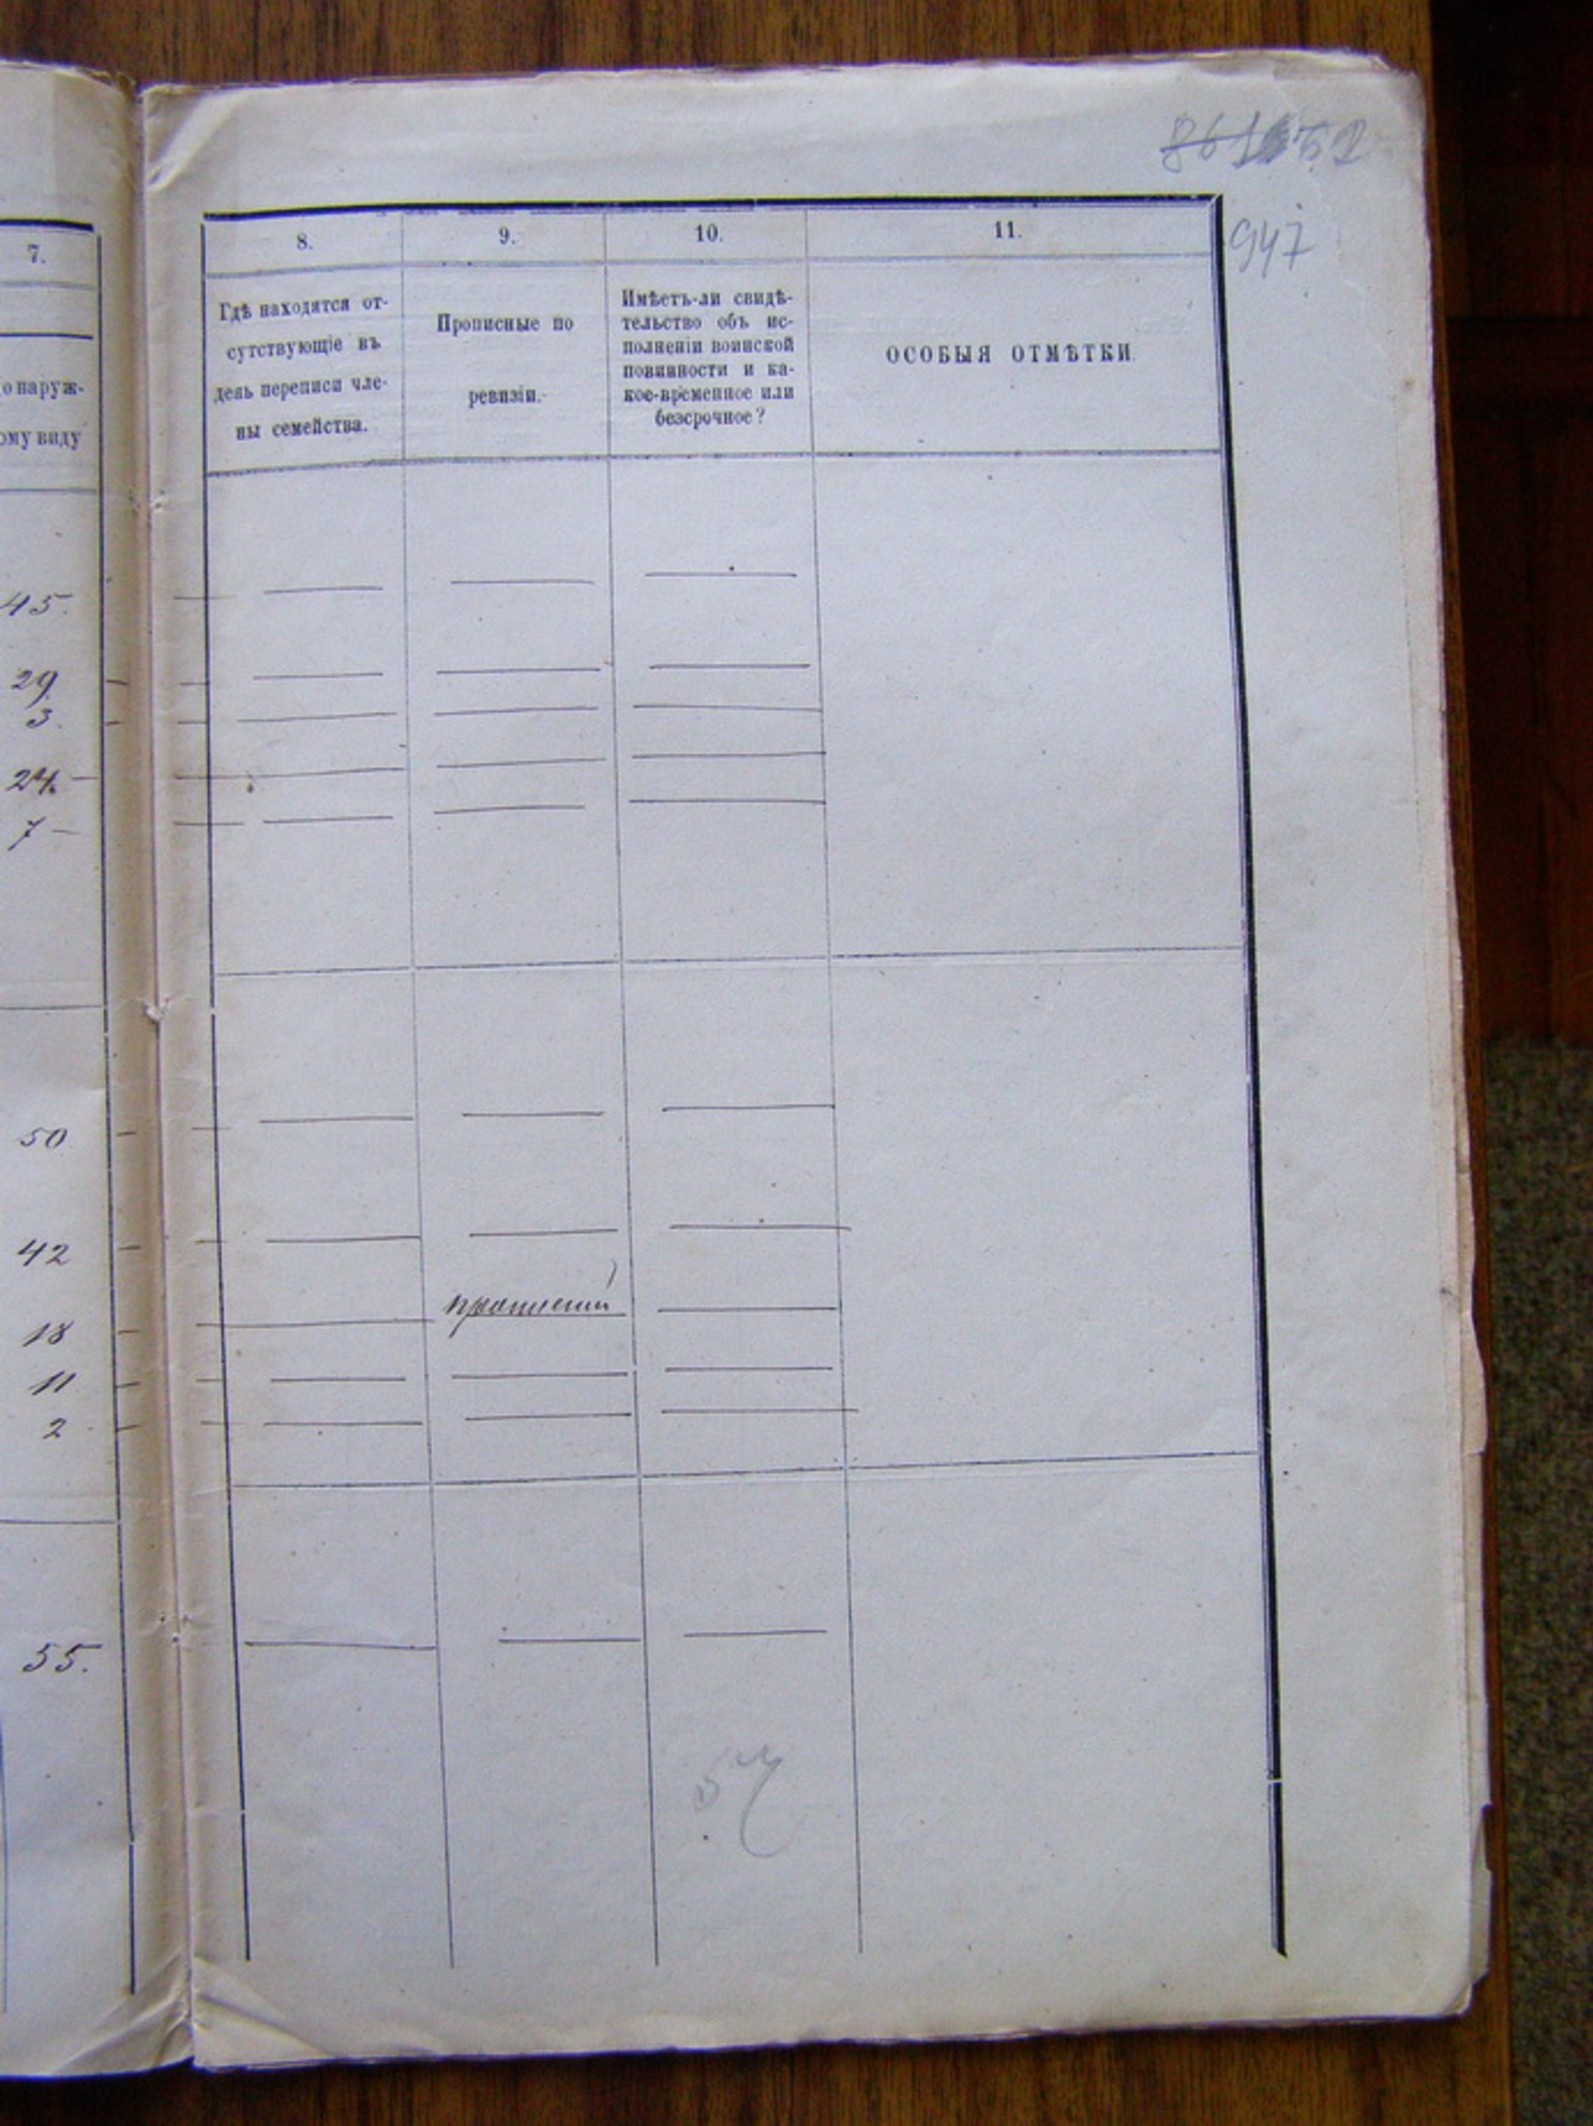 947
7.
8.
9.
10.
11.
о наруж-
ому виду
Гдѣ находятся от-
сутствующіе въ
день переписи чле-
ны семейства.
Прописные по
ревизіи.
Имѣетъ-ли свидѣ-
тельство объ ис-
полненіи воинской
повинности и ка-
кое-временное или
безсрочное?
ОСОБЫЯ ОТМѢТКИ.
45.
29
3.
24.
7
50
42
18
11
2
55.